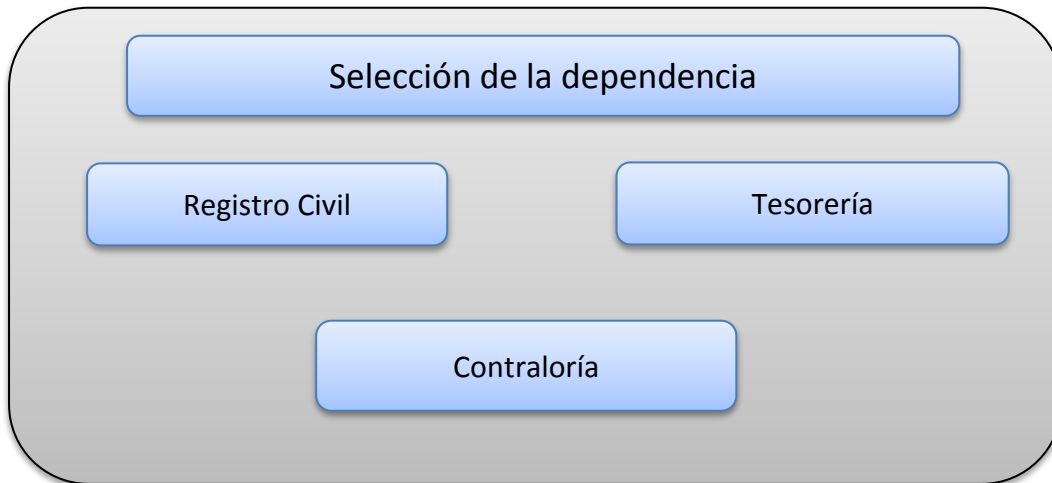 Selección de la dependencia
Registro Civil
Tesorería
Contraloría